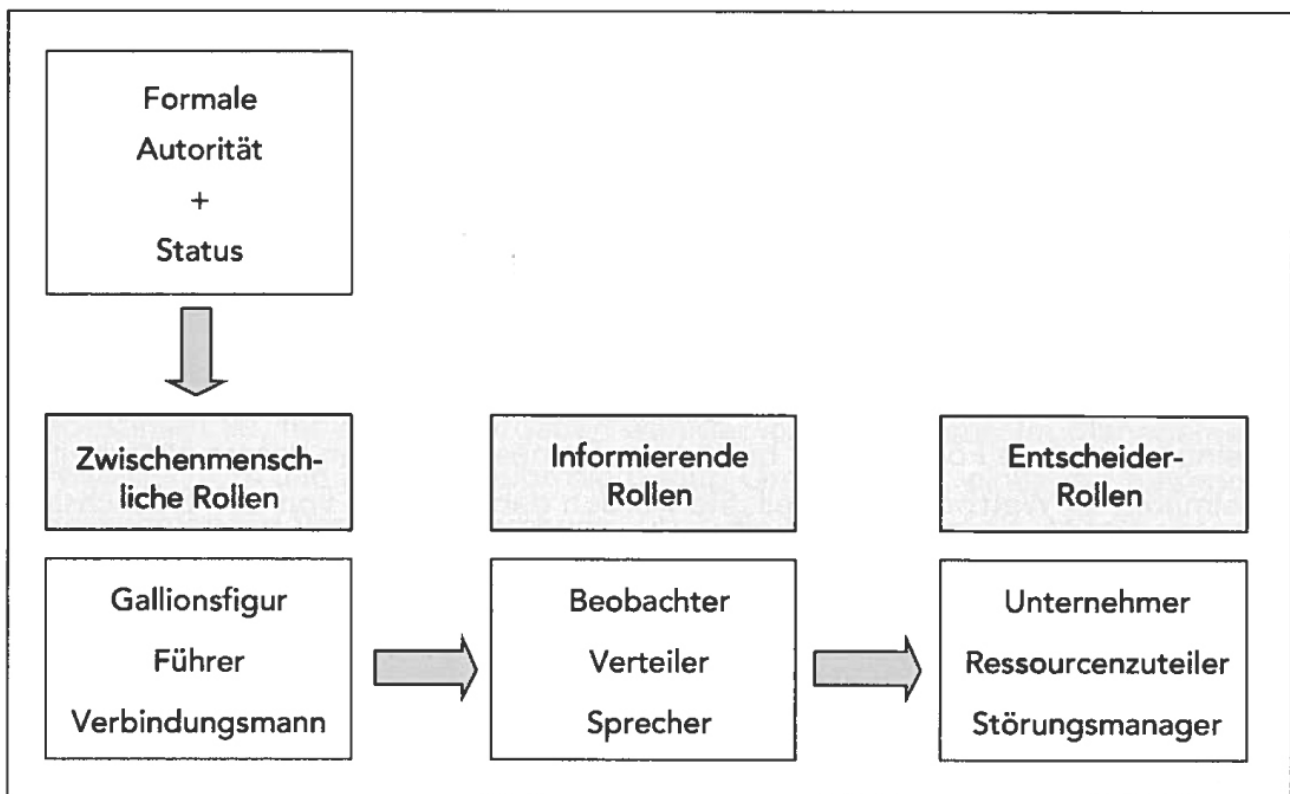 Formale
Autorität
+
Status
Zwischenmensch-
liche Rollen
Gallionsfigur
Führer
Verbindungsmann
Informierende
Rollen
Beobachter
Verteiler
Sprecher
Entscheider-
Rollen
Unternehmer
Ressourcenzuteiler
Störungsmanager